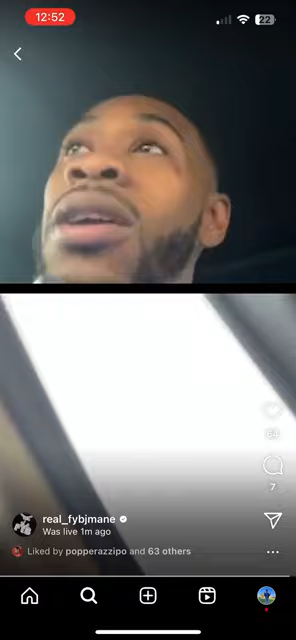 12:52
22
64
7
real_fybjmane
Was live 1m ago
Liked by popperazzipo and 63 others